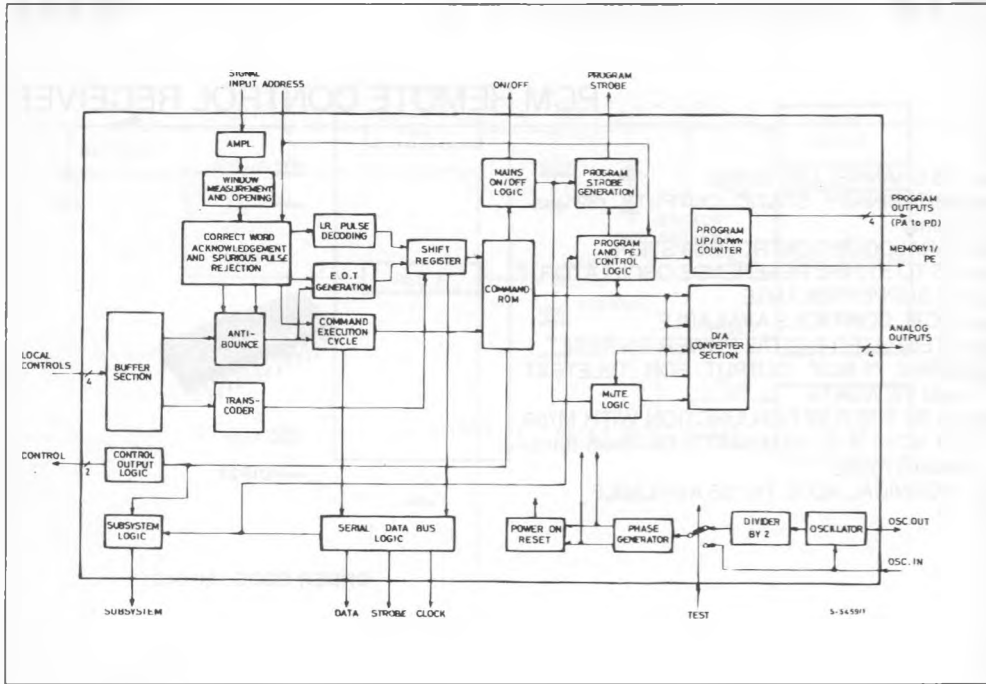 SIGNAL
INPUT ADDRESS
ON/OFF
PROGRAM
STROBE
AMPL.
WINDOW
MEASUREMENT
AND OPENING
CORRECT WORD
ACKNOWLEDGEMENT
AND SPURIOUS PULSE
REJECTION
I.R. PULSE
DECODING
E.O.T
GENERATION
COMMAND
EXECUTION
CYCLE
SHIFT
REGISTER
COMMAND
ROM
MAINS
ON/OFF
LOGIC
PROGRAM
STROBE
GENERATION
PROGRAM
(AND PE)
CONTROL
LOGIC
PROGRAM
UP/DOWN
COUNTER
4
PROGRAM
OUTPUTS
(PA to PD)
MEMORY 1/
PE
D/A
CONVERTER
SECTION
4
ANALOG
OUTPUTS
MUTE
LOGIC
LOCAL
CONTROLS
4
BUFFER
SECTION
ANTI-
BOUNCE
TRANS-
CODER
CONTROL
2
CONTROL
OUTPUT
LOGIC
SUBSYSTEM
LOGIC
SERIAL DATA BUS
LOGIC
POWER ON
RESET
PHASE
GENERATOR
DIVIDER
BY 2
OSCILLATOR
OSC.OUT
OSC. IN
SUBSYSTEM
DATA
STROBE
CLOCK
TEST
S-5459/1